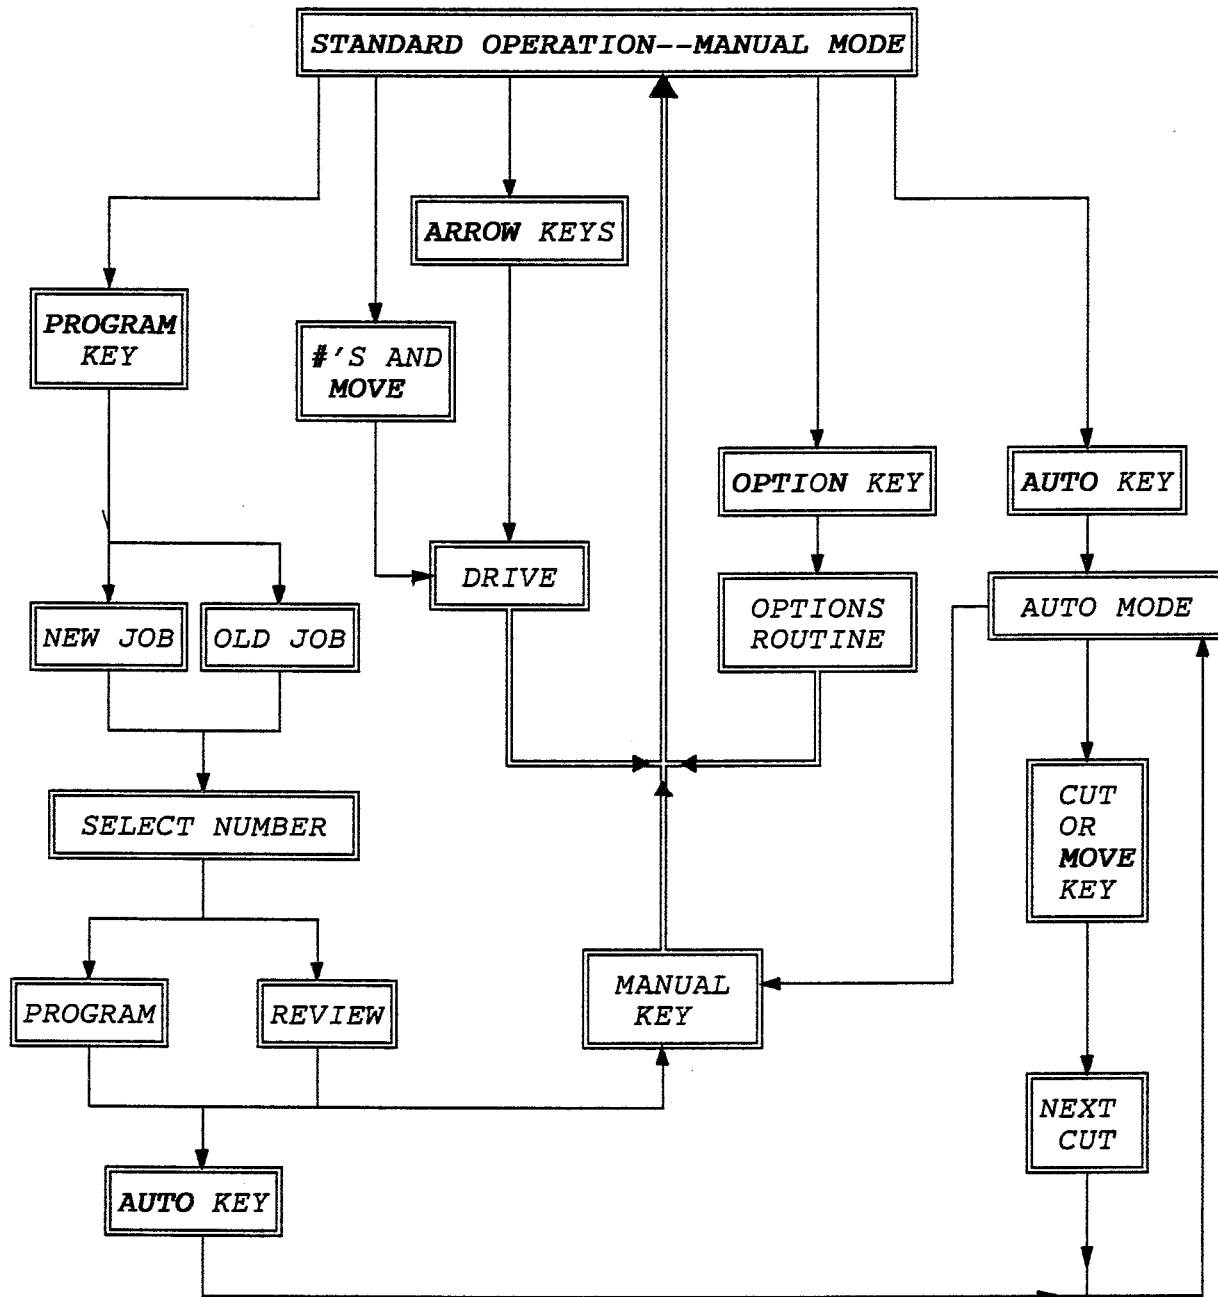 STANDARD OPERATION--MANUAL MODE
ARROW KEYS
PROGRAM
KEY
#'S AND
MOVE
OPTION KEY
AUTO KEY
DRIVE
OPTIONS
ROUTINE
AUTO MODE
NEW JOB
OLD JOB
CUT
OR
MOVE
KEY
SELECT NUMBER
MANUAL
KEY
PROGRAM
REVIEW
NEXT
CUT
AUTO KEY